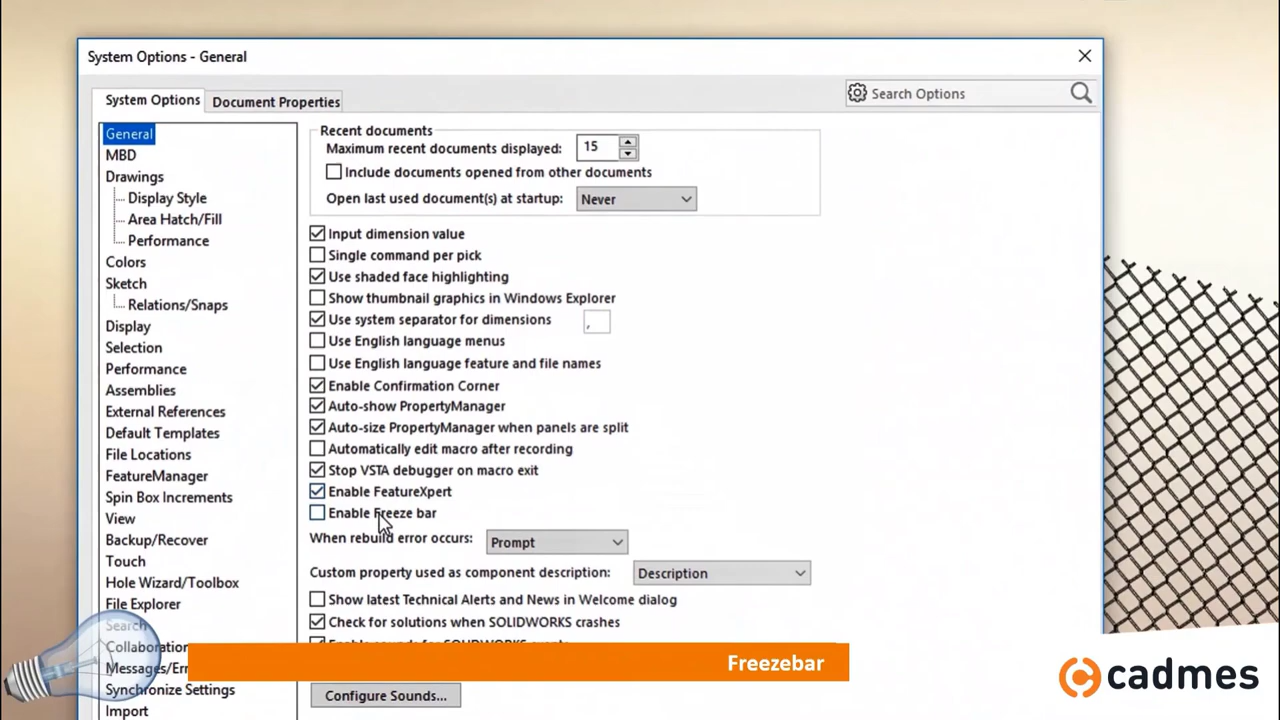 System Options - General
System Options
Document Properties
Search Options
General
MBD
Drawings
Display Style
Area Hatch/Fill
Performance
Colors
Sketch
Relations/Snaps
Display
Selection
Performance
Assemblies
External References
Default Templates
File Locations
FeatureManager
Spin Box Increments
View
Backup/Recover
Touch
Hole Wizard/Toolbox
File Explorer
Search
Collaboration
Messages/Err
Synchronize Settings
Import
Recent documents
Maximum recent documents displayed: 15
Include documents opened from other documents
Open last used document(s) at startup: Never
Input dimension value
Single command per pick
Use shaded face highlighting
Show thumbnail graphics in Windows Explorer
Use system separator for dimensions ,
Use English language menus
Use English language feature and file names
Enable Confirmation Corner
Auto-show PropertyManager
Auto-size PropertyManager when panels are split
Automatically edit macro after recording
Stop VSTA debugger on macro exit
Enable FeatureXpert
Enable Freeze bar
When rebuild error occurs: Prompt
Custom property used as component description: Description
Show latest Technical Alerts and News in Welcome dialog
Check for solutions when SOLIDWORKS crashes
Enable sounds for SOLIDWORKS events
Configure Sounds...
Freezebar
cadmes